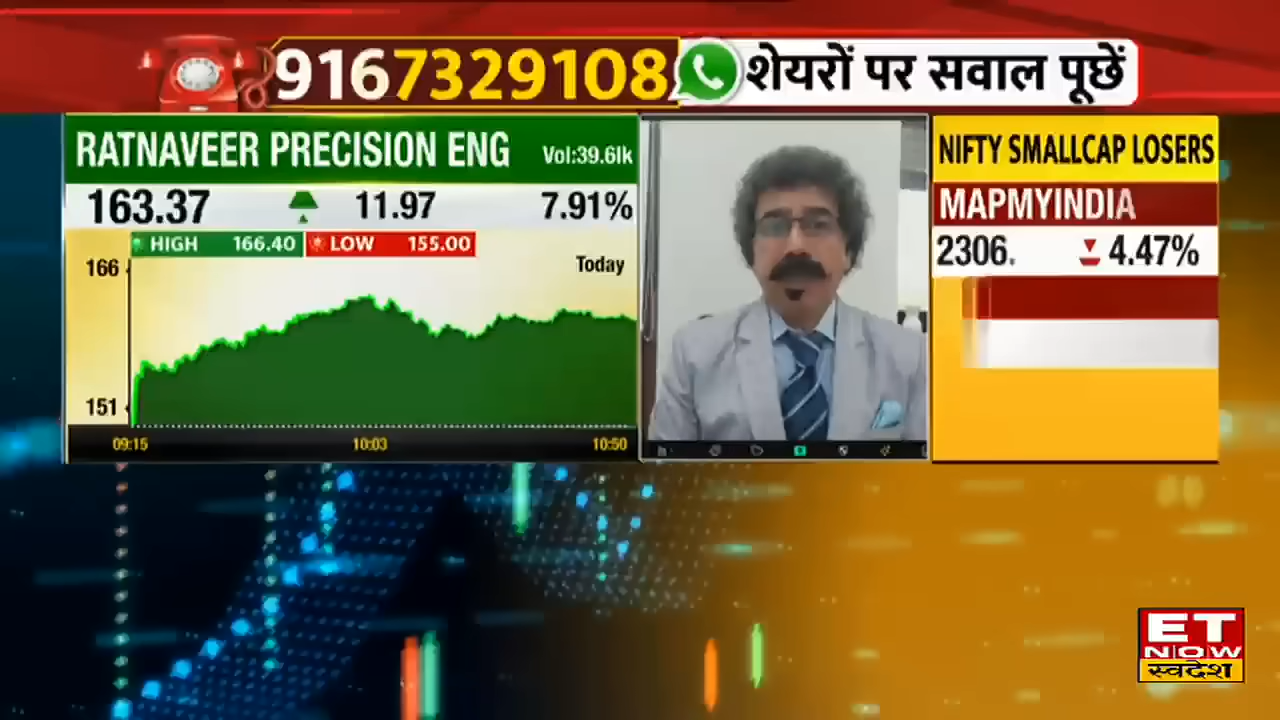 9167329108 शेयरों पर सवाल पूछें
RATNAVEER PRECISION ENG Vol:39.6lk
163.37 11.97 7.91%
HIGH 166.40 LOW 155.00
Today
166
151
09:15 10:03 10:50
NIFTY SMALLCAP LOSERS
MAPMYINDIA
2306. 4.47%
ET
NOW
स्वदेश